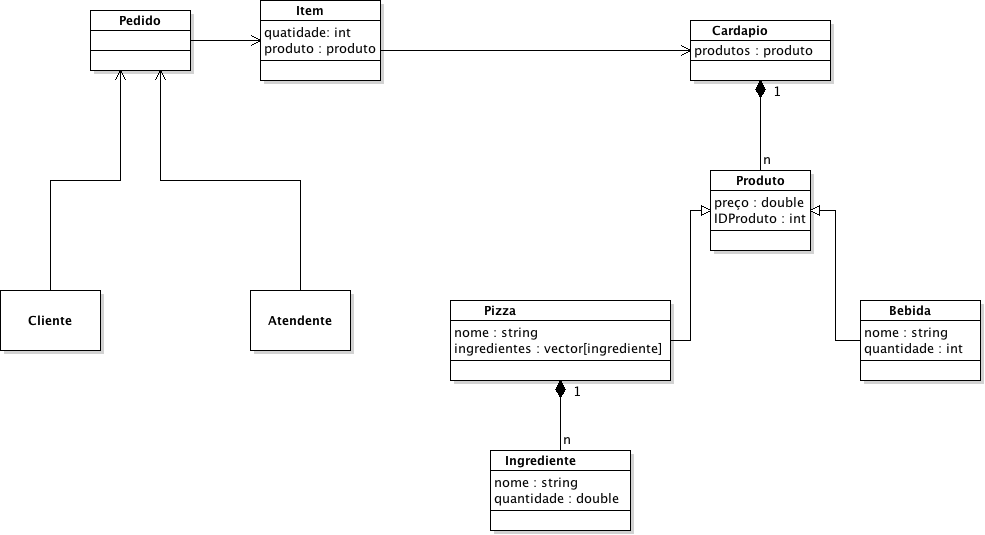 Pedido
Item
quatidade: int
produto : produto
Cardapio
produtos : produto
1
n
Produto
preço : double
IDProduto : int
Cliente
Atendente
Pizza
nome : string
ingredientes : vector[ingrediente]
Bebida
nome : string
quantidade : int
1
n
Ingrediente
nome : string
quantidade : double